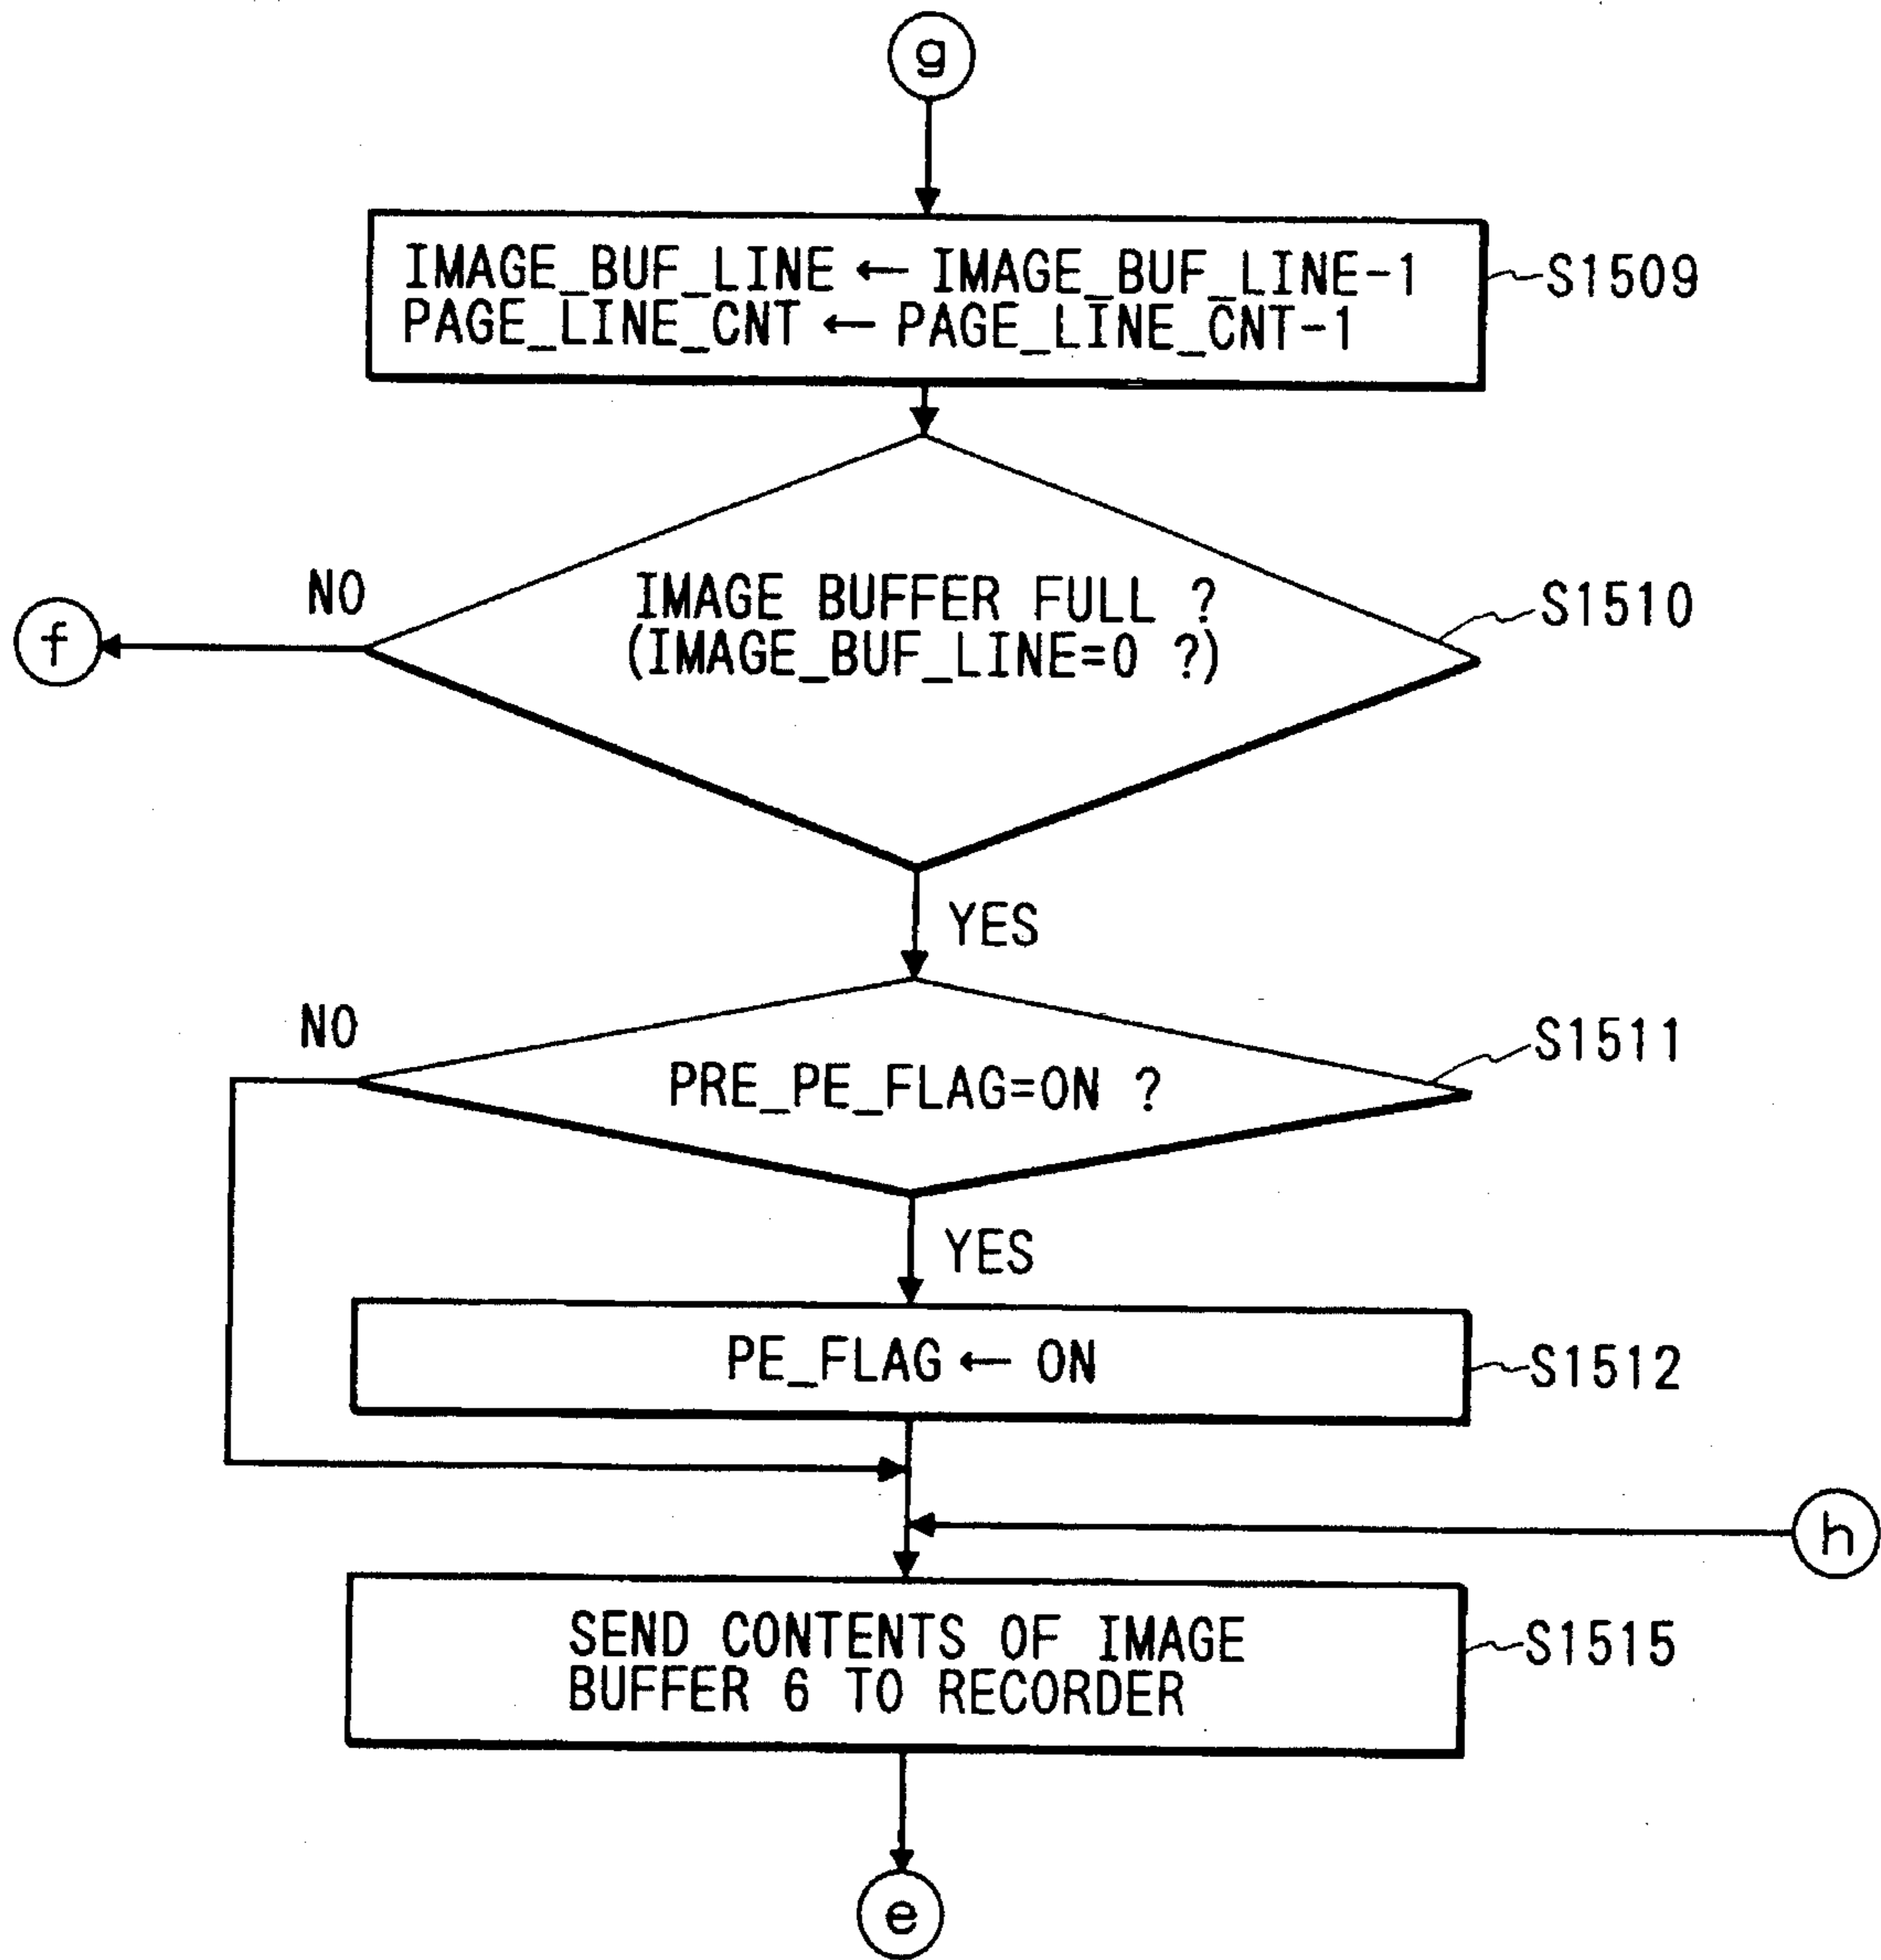 g
IMAGE_BUF_LINE ← IMAGE_BUF_LINE-1
PAGE_LINE_CNT ← PAGE_LINE_CNT-1
S1509
NO
IMAGE BUFFER FULL ?
(IMAGE_BUF_LINE=0 ?)
S1510
f
YES
NO
PRE_PE_FLAG=ON ?
S1511
YES
PE_FLAG ← ON
S1512
h
SEND CONTENTS OF IMAGE
BUFFER 6 TO RECORDER
S1515
e